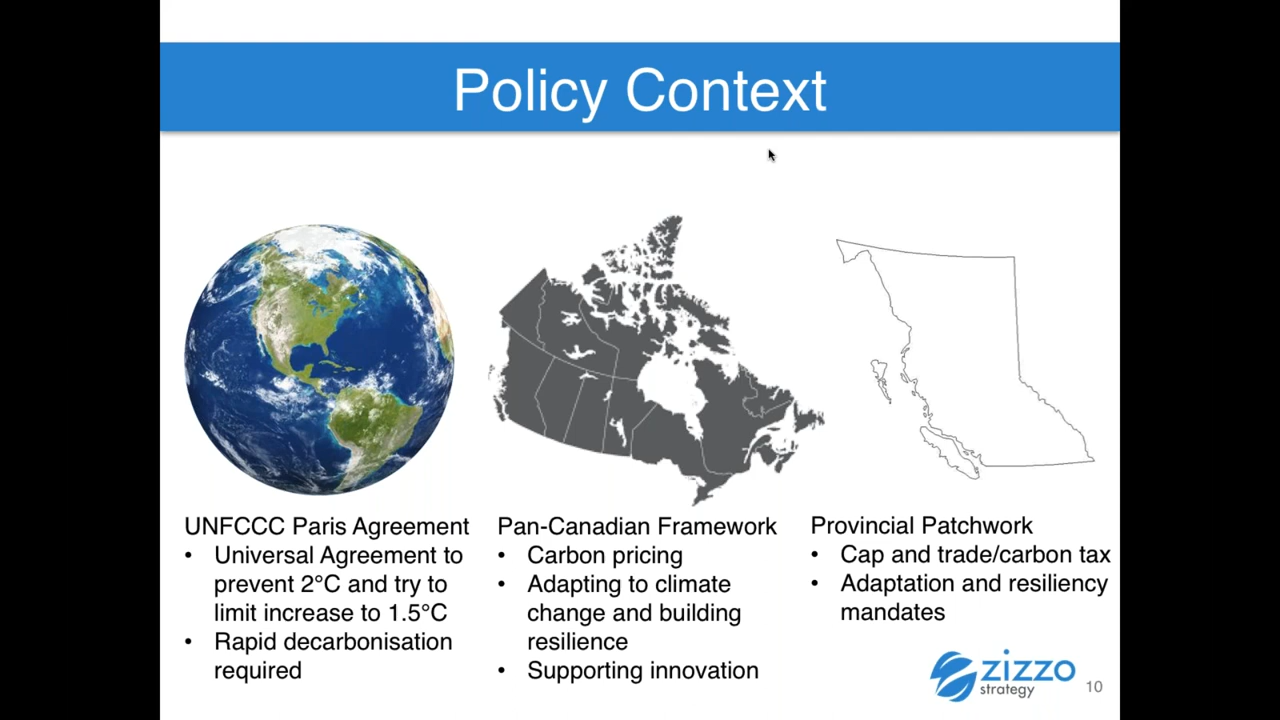 Policy Context
UNFCCC Paris Agreement
• Universal Agreement to
prevent 2°C and try to
limit increase to 1.5°C
• Rapid decarbonisation
required
Pan-Canadian Framework
• Carbon pricing
• Adapting to climate
change and building
resilience
• Supporting innovation
Provincial Patchwork
• Cap and trade/carbon tax
• Adaptation and resiliency
mandates
zizzo
strategy
10